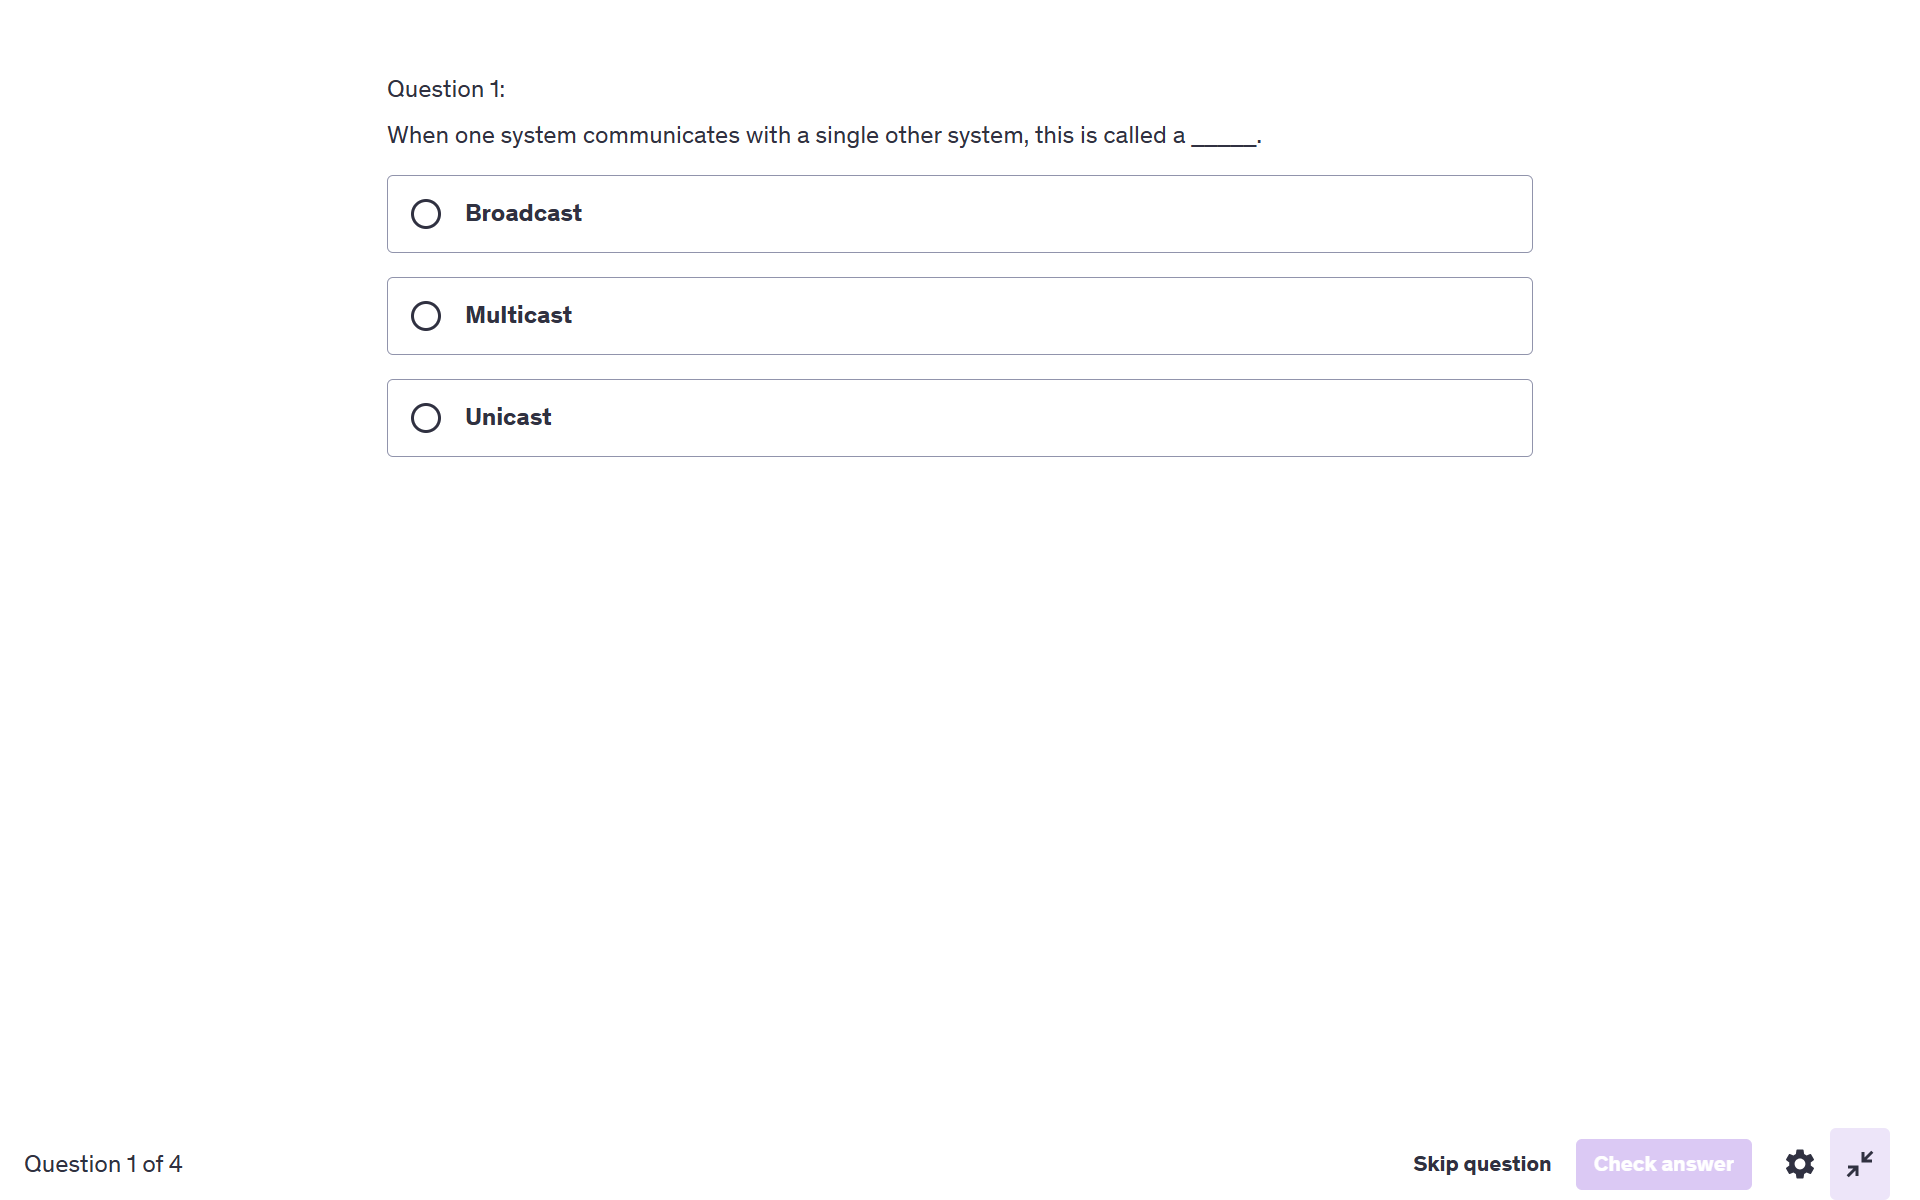 Question 1:
When one system communicates with a single other system, this is called a ______.
Broadcast
Multicast
Unicast
Question 1 of 4
Skip question
Check answer